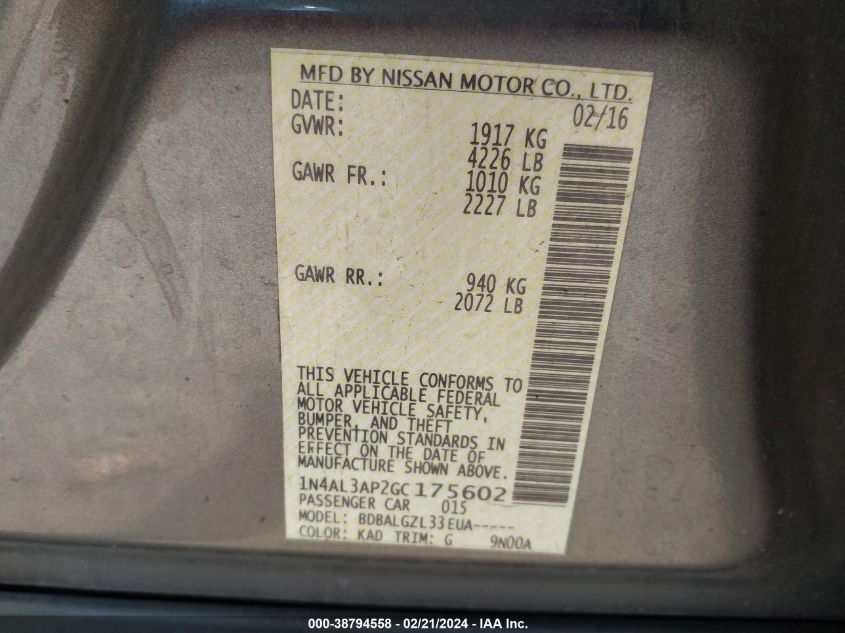 MFD BY NISSAN MOTOR CO., LTD.
DATE: 02/16
GVWR: 1917 KG
4226 LB
GAWR FR.: 1010 KG
2227 LB
GAWR RR.: 940 KG
2072 LB
THIS VEHICLE CONFORMS TO
ALL APPLICABLE FEDERAL
MOTOR VEHICLE SAFETY,
BUMPER, AND THEFT
PREVENTION STANDARDS IN
EFFECT ON THE DATE OF
MANUFACTURE SHOWN ABOVE.
1N4AL3AP2GC175602
PASSENGER CAR 015
MODEL: BDBALGZL33EUA-----
COLOR: KAD TRIM: G 9N00A
000-38794558 - 02/21/2024 - IAA Inc.